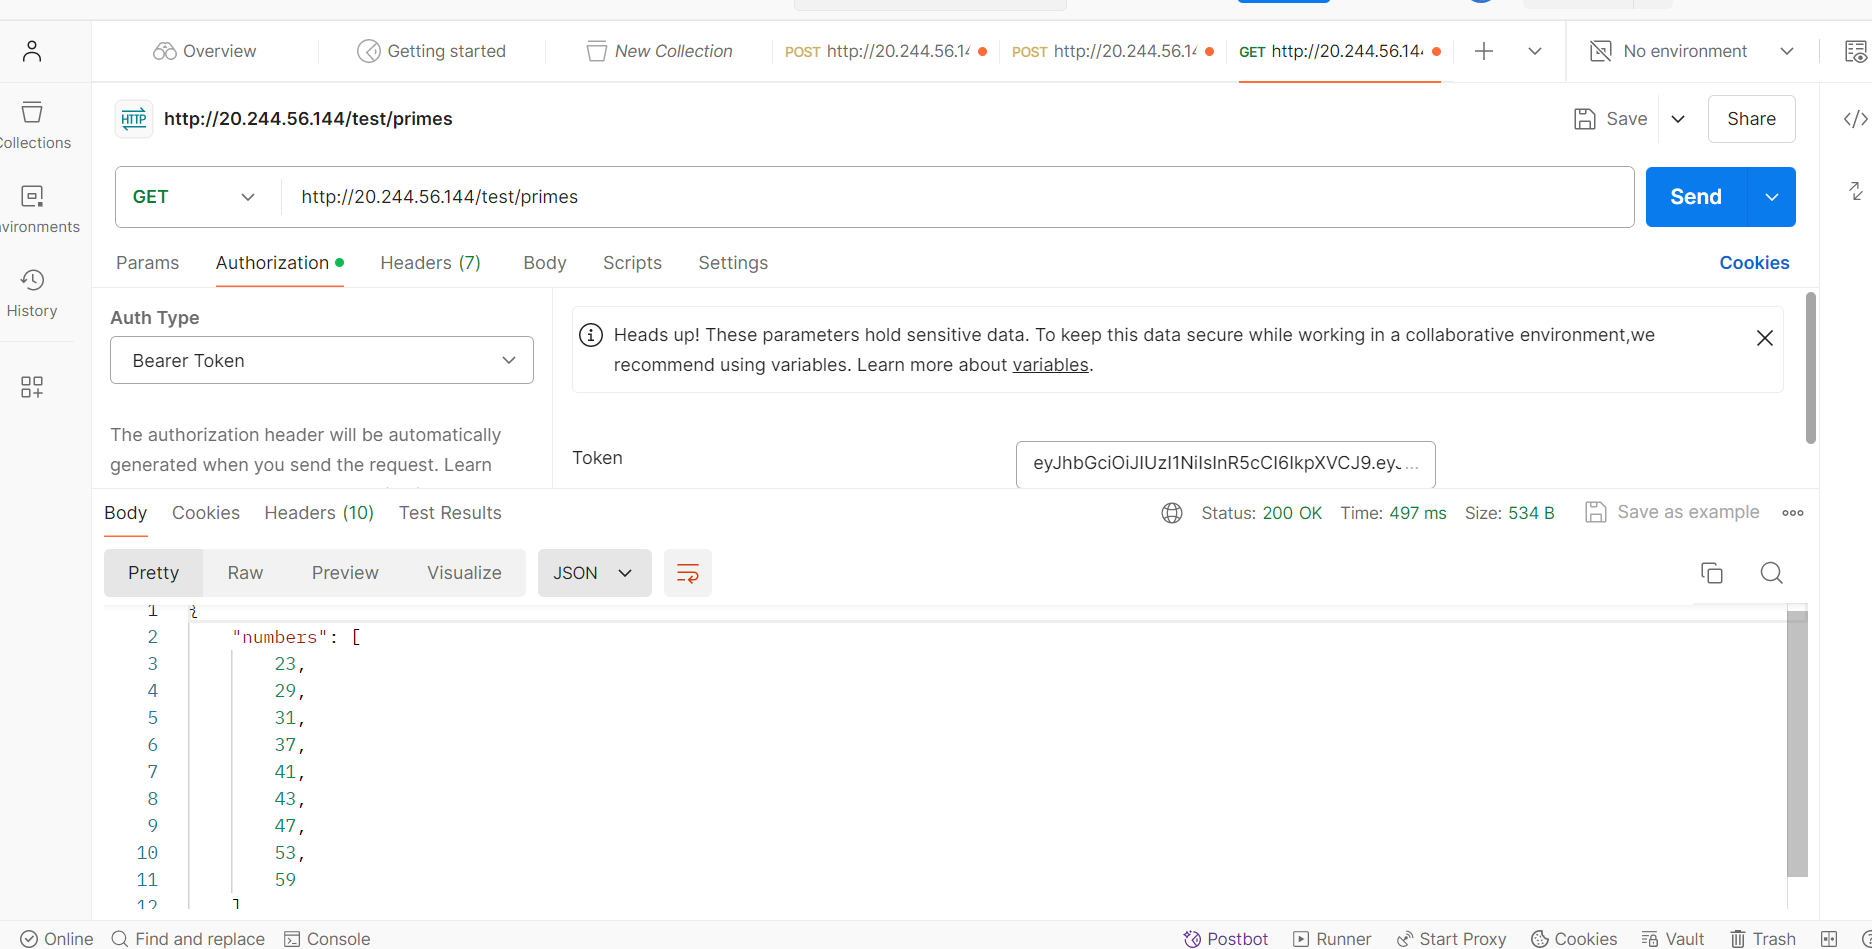 Overview
Getting started
New Collection
POST http://20.244.56.14
POST http://20.244.56.14
GET http://20.244.56.144
No environment
http://20.244.56.144/test/primes
Save
Share
ollections
GET
http://20.244.56.144/test/primes
Send
vironments
Params
Authorization
Headers (7)
Body
Scripts
Settings
Cookies
History
Auth Type
Bearer Token
Heads up! These parameters hold sensitive data. To keep this data secure while working in a collaborative environment,we
recommend using variables. Learn more about variables.
The authorization header will be automatically
generated when you send the request. Learn
Token
Body
Cookies
Headers (10)
Test Results
Status: 200 OK
Time: 497 ms
Size: 534 B
Save as example
Pretty
Raw
Preview
Visualize
JSON
1 {
2 "numbers": [
3 23,
4 29,
5 31,
6 37,
7 41,
8 43,
9 47,
10 53,
11 59
12 ]
Online
Find and replace
Console
Postbot
Runner
Start Proxy
Cookies
Vault
Trash